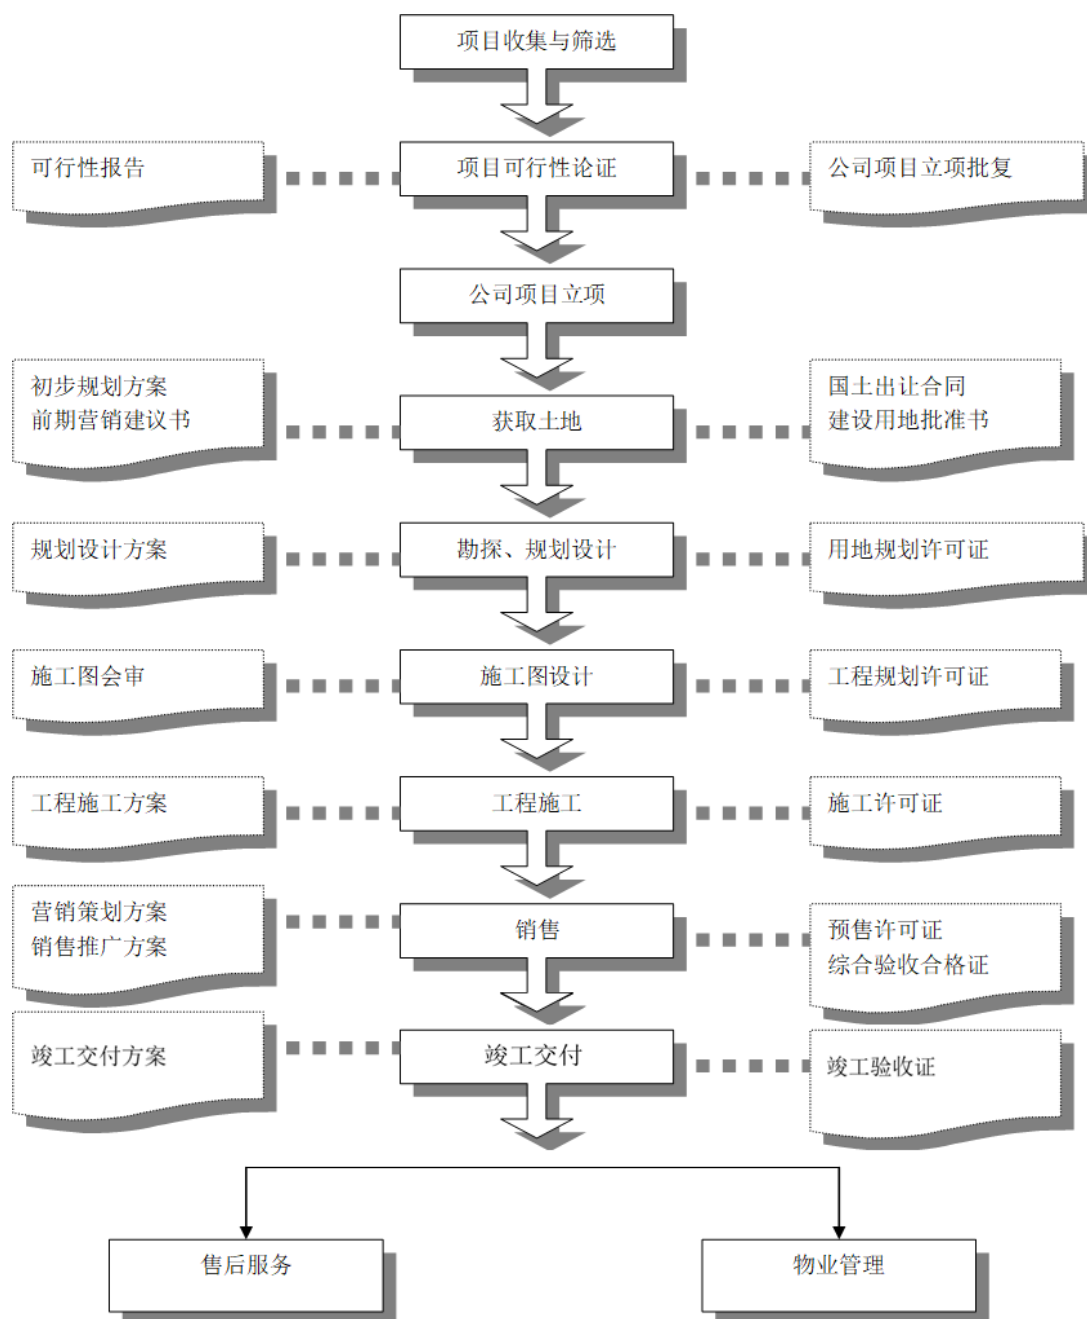 项目收集与筛选
可行性报告
项目可行性论证
公司项目立项批复
公司项目立项
初步规划方案
前期营销建议书
获取土地
国土出让合同
建设用地批准书
规划设计方案
勘探、规划设计
用地规划许可证
施工图会审
施工图设计
工程规划许可证
工程施工方案
工程施工
施工许可证
营销策划方案
销售推广方案
销售
预售许可证
综合验收合格证
竣工交付方案
竣工交付
竣工验收证
售后服务
物业管理